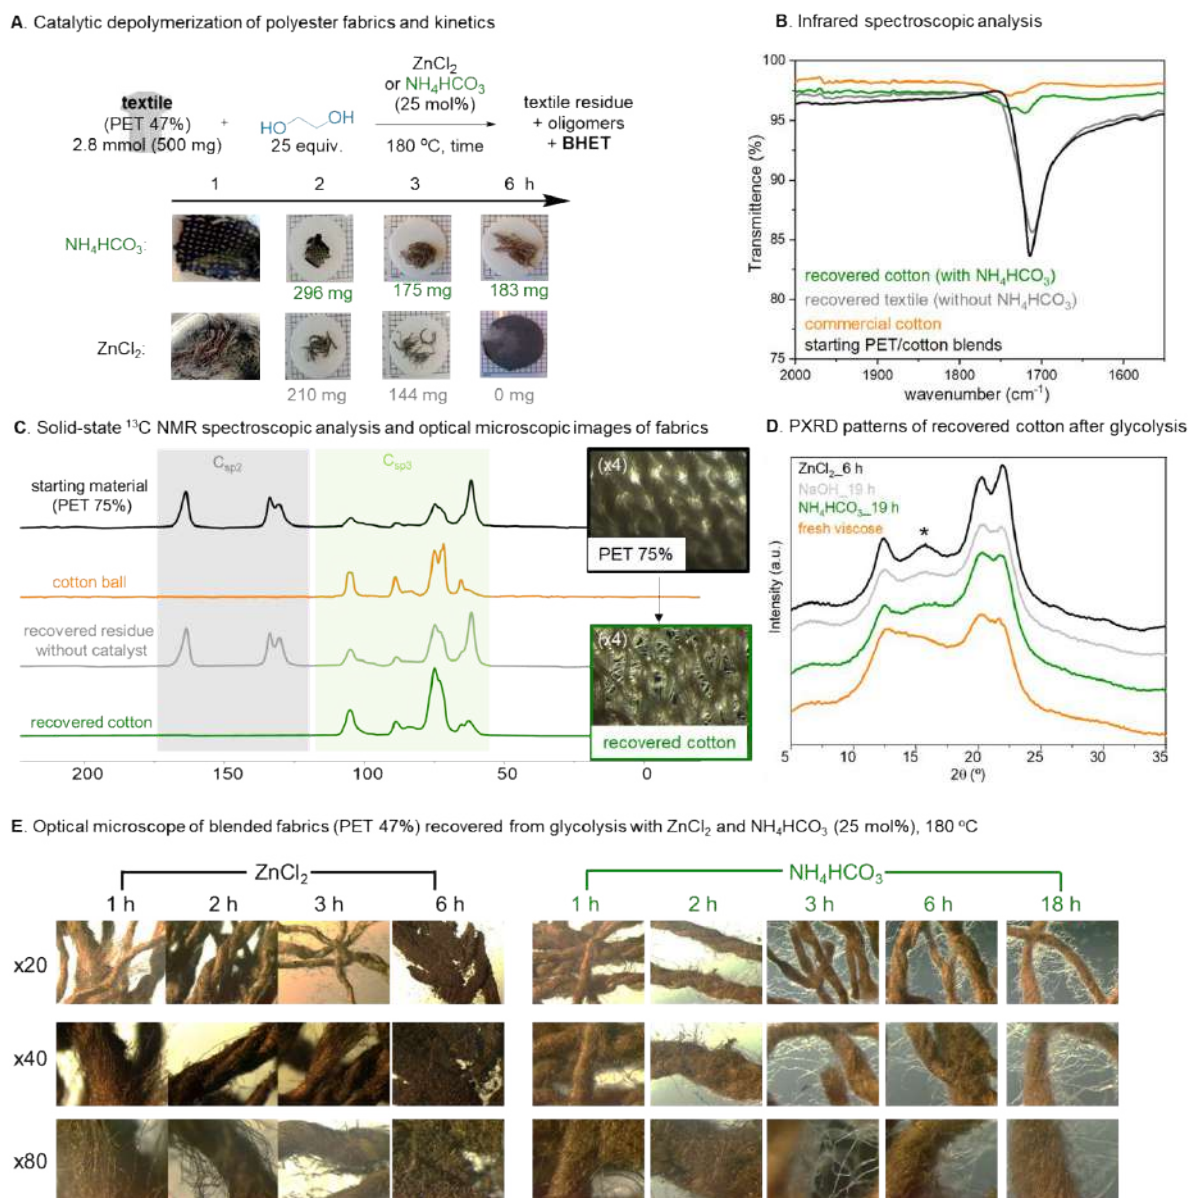 A. Catalytic depolymerization of polyester fabrics and kinetics
textile
(PET 47%)
2.8 mmol (500 mg)
+
HO
OH
25 equiv.
ZnCl₂
or NH₄HCO₃
(25 mol%)
180 ºC, time
textile residue
+ oligomers
+ BHET
1 2 3 6 h
NH₄HCO₃:
296 mg 175 mg 183 mg
ZnCl₂:
210 mg 144 mg 0 mg
B. Infrared spectroscopic analysis
100
95
90
85
80
75
Transmittence (%)
recovered cotton (with NH₄HCO₃)
recovered textile (without NH₄HCO₃)
commercial cotton
starting PET/cotton blends
2000 1900 1800 1700 1600
wavenumber (cm⁻¹)
C. Solid-state ¹³C NMR spectroscopic analysis and optical microscopic images of fabrics
Csp2
Csp3
starting material
(PET 75%)
cotton ball
recovered residue
without catalyst
recovered cotton
200 150 100 50 0
(x4)
PET 75%
(x4)
recovered cotton
D. PXRD patterns of recovered cotton after glycolysis
ZnCl₂_6 h
NaOH_19 h
NH₄HCO₃_19 h
fresh viscose
*
Intensity (a.u.)
5 10 15 20 25 30 35
2θ (º)
E. Optical microscope of blended fabrics (PET 47%) recovered from glycolysis with ZnCl₂ and NH₄HCO₃ (25 mol%), 180 ºC
ZnCl₂
1 h 2 h 3 h 6 h
NH₄HCO₃
1 h 2 h 3 h 6 h 18 h
x20
x40
x80